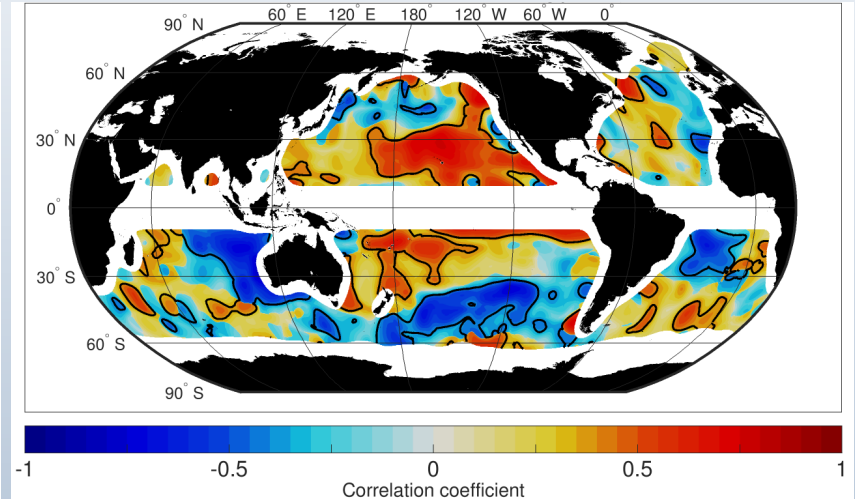 60° E 120° E 180° 120° W 60° W 0°
90° N
60° N
30° N
0°
30° S
60° S
90° S
-1 -0.5 0 0.5 1
Correlation coefficient